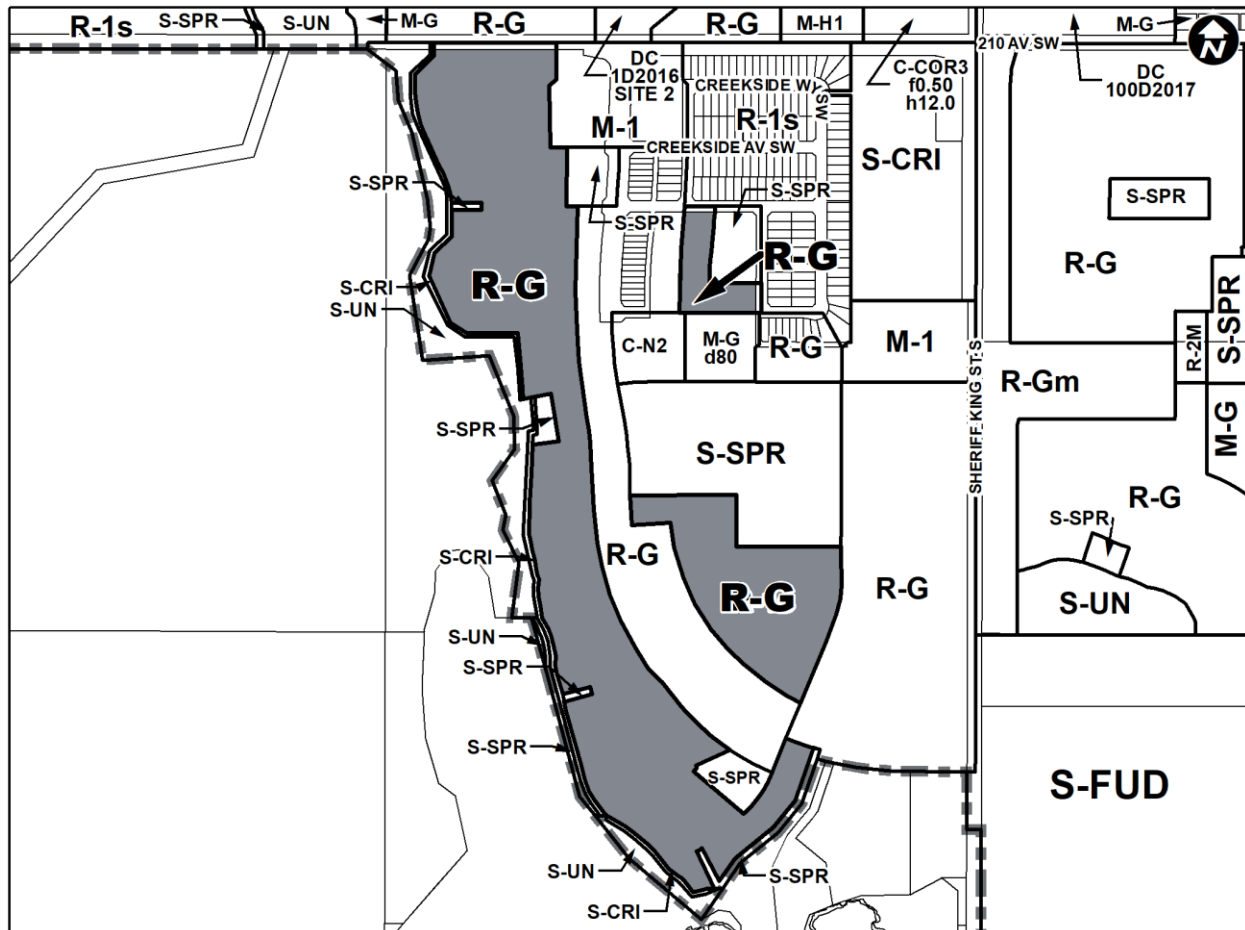 R-1s
S-SPR
S-UN
M-G
R-G
R-G
M-H1
M-G
N
210 AV SW
DC
1D2016
SITE 2
C-COR3
f0.50
h12.0
DC
100D2017
CREEKSIDE WY SW
R-1s
M-1
CREEKSIDE AV SW
S-CRI
S-SPR
S-SPR
S-SPR
S-SPR
R-G
R-G
R-G
S-CRI
S-UN
S-SPR
C-N2
M-G
d80
R-G
M-1
R-2M
R-Gm
SHERIFF KING ST S
M-G
S-SPR
S-SPR
R-G
S-SPR
S-CRI
R-G
R-G
R-G
S-UN
S-UN
S-SPR
S-SPR
S-SPR
S-FUD
S-UN
S-SPR
S-CRI